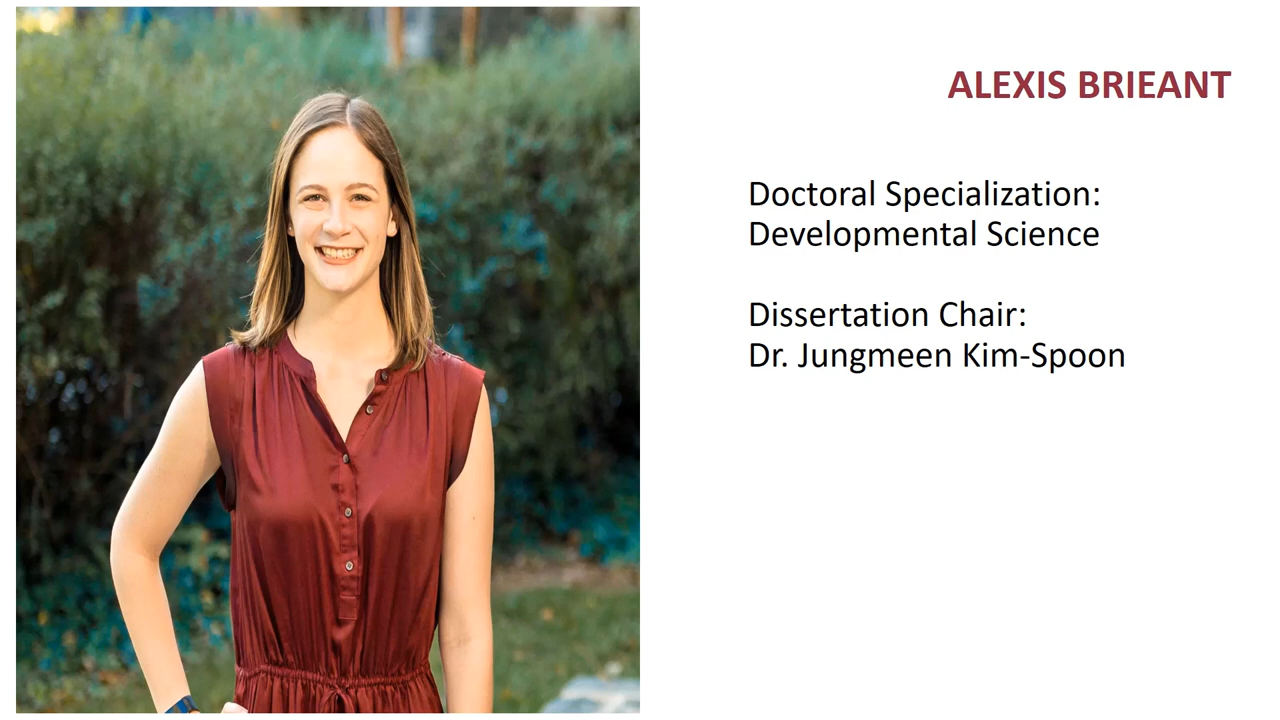 ALEXIS BRIEANT
Doctoral Specialization:
Developmental Science
Dissertation Chair:
Dr. Jungmeen Kim-Spoon